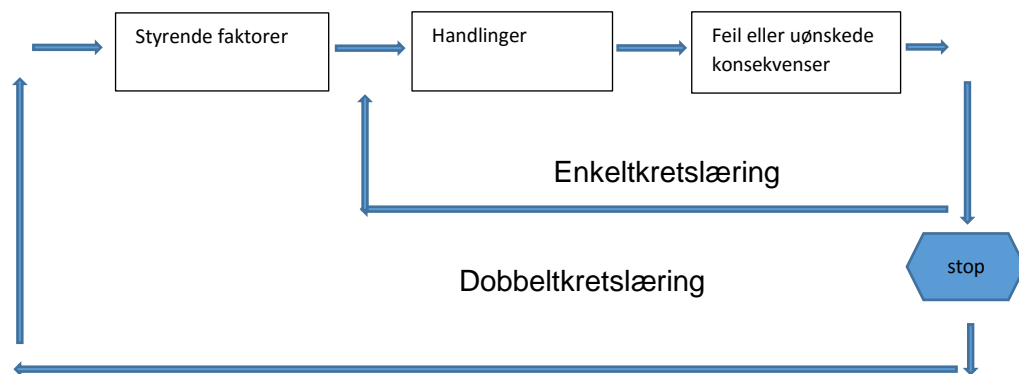 Styrende faktorer
Handlinger
Feil eller uønskede
konsekvenser
Enkeltkretslæring
stop
Dobbeltkretslæring